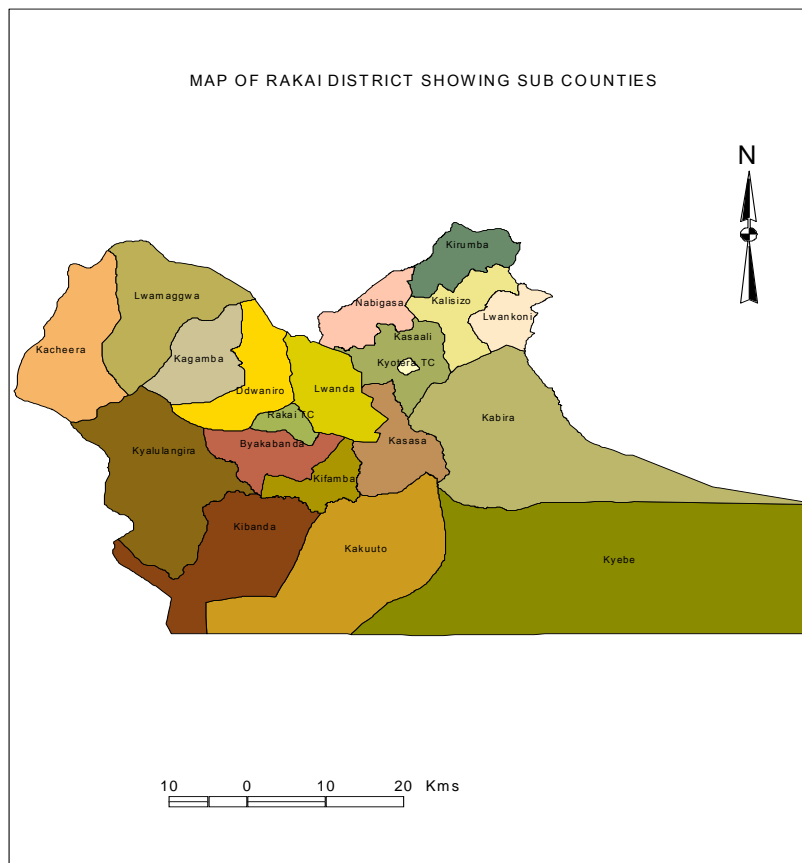 MAP OF RAKAI DISTRICT SHOWING SUB COUNTIES
N
Kirumba
Lwamaggwa
Nabigasa
Kalisizo
Lwankoni
Kasaali
Kacheera
Kagamba
Kyotera TC
Ddwaniro
Lwanda
Kabira
Rakai TC
Kyalulangira
Byakabanda
Kasasa
Kifamba
Kibanda
Kakuuto
Kyebe
10 0 10 20 Kms